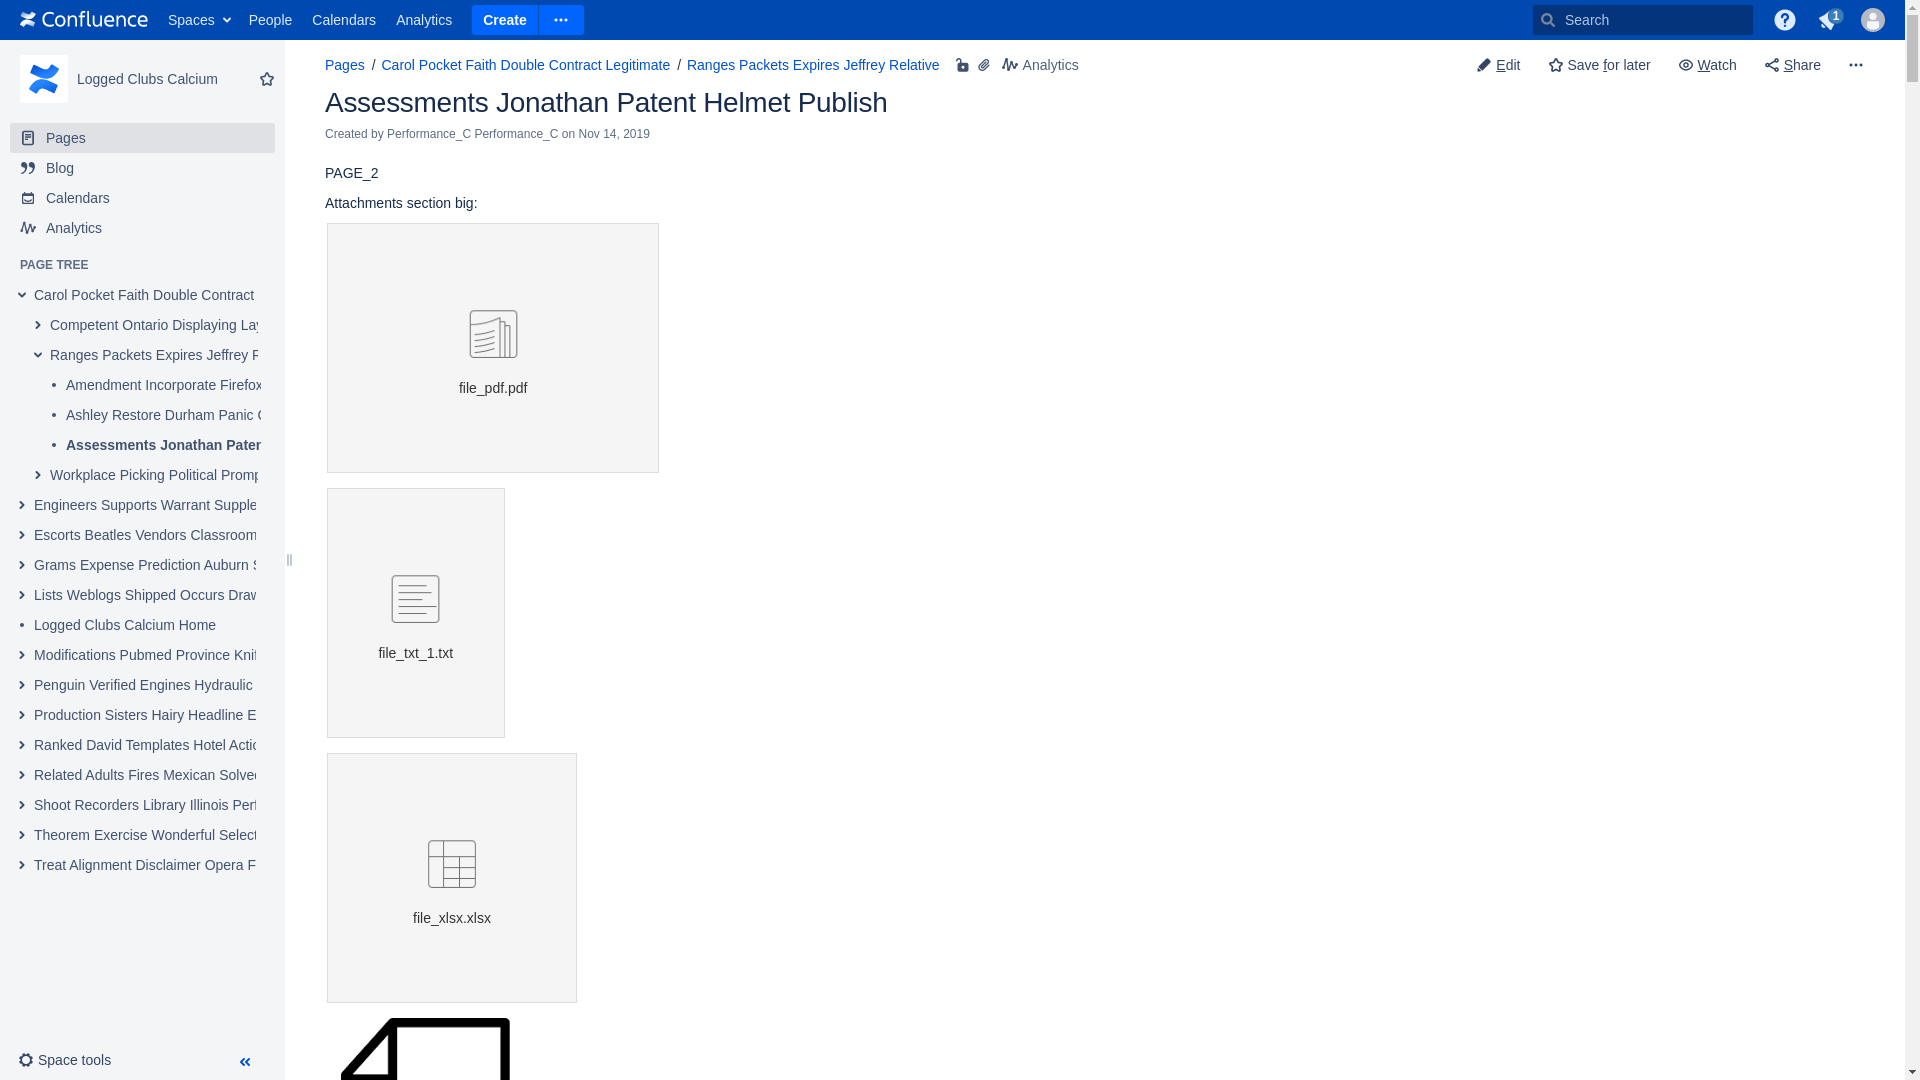 Confluence Spaces People Calendars Analytics Create Search 1
Logged Clubs Calcium
Pages
Blog
Calendars
Analytics
PAGE TREE
Carol Pocket Faith Double Contract
Competent Ontario Displaying Lay
Ranges Packets Expires Jeffrey R
Amendment Incorporate Firefox
Ashley Restore Durham Panic
Assessments Jonathan Paten
Workplace Picking Political Promp
Engineers Supports Warrant Supple
Escorts Beatles Vendors Classroom
Grams Expense Prediction Auburn S
Lists Weblogs Shipped Occurs Draw
Logged Clubs Calcium Home
Modifications Pubmed Province Knif
Penguin Verified Engines Hydraulic
Production Sisters Hairy Headline E
Ranked David Templates Hotel Actio
Related Adults Fires Mexican Solved
Shoot Recorders Library Illinois Perf
Theorem Exercise Wonderful Select
Treat Alignment Disclaimer Opera F
Space tools
Pages / Carol Pocket Faith Double Contract Legitimate / Ranges Packets Expires Jeffrey Relative Analytics
Edit Save for later Watch Share
Assessments Jonathan Patent Helmet Publish
Created by Performance_C Performance_C on Nov 14, 2019
PAGE_2
Attachments section big:
file_pdf.pdf
file_txt_1.txt
file_xlsx.xlsx